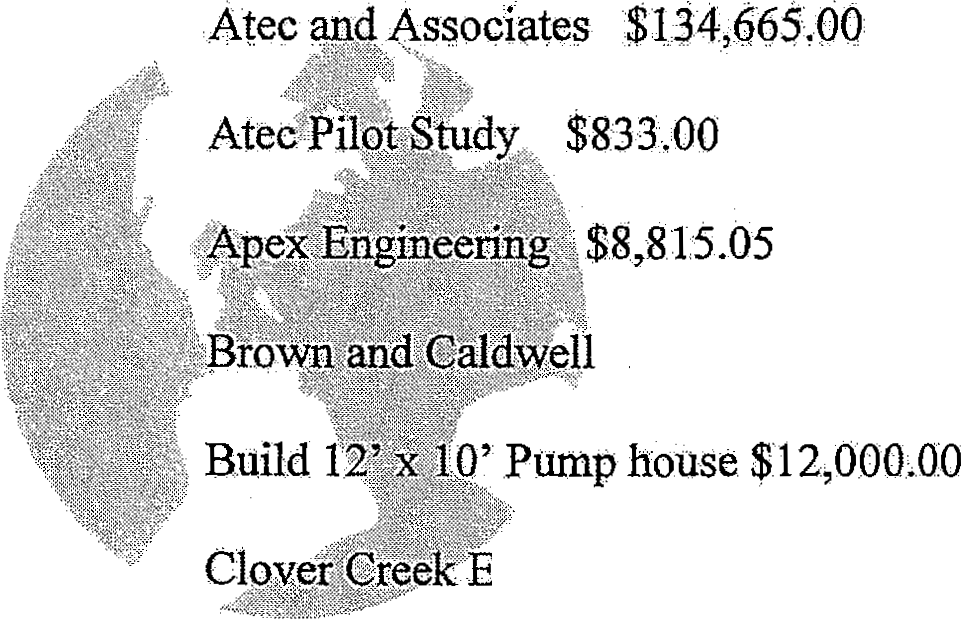 Atec and Associates $134,665.00
Atec Pilot Study $833.00
Apex Engineering $8,815.05
Brown and Caldwell
Build 12’ x 10’ Pump house $12,000.00
Clover Creek E